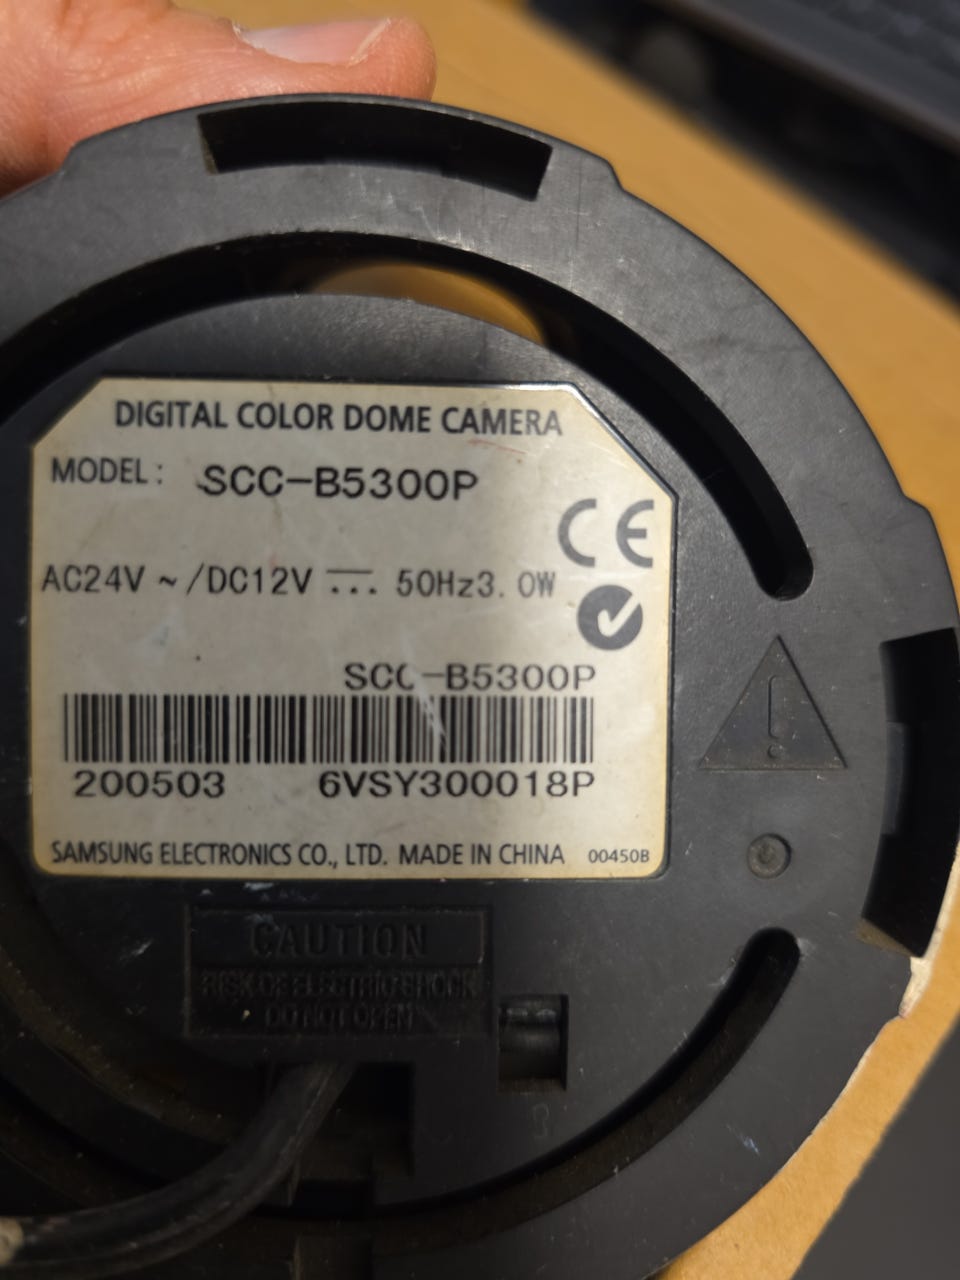 DIGITAL COLOR DOME CAMERA
MODEL: SCC-B5300P
CE
AC24V ~/DC12V ⎓ 50Hz3.0W
SCC-B5300P
200503 6VSY300018P
SAMSUNG ELECTRONICS CO., LTD. MADE IN CHINA 00450B
CAUTION
RISK OF ELECTRIC SHOCK
DO NOT OPEN